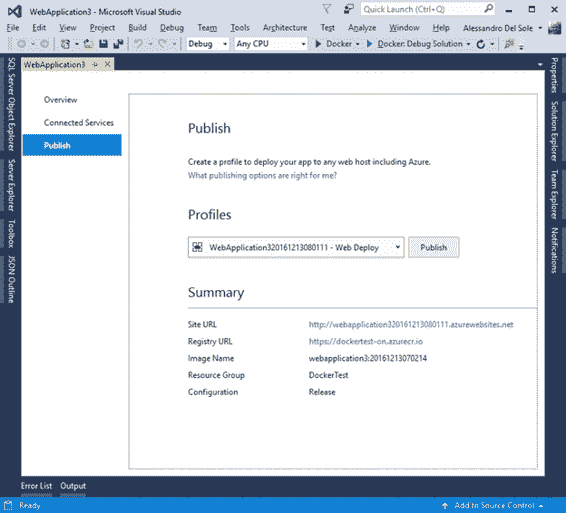 WebApplication3 - Microsoft Visual Studio
Quick Launch (Ctrl+Q)
File Edit View Project Build Debug Team Tools Architecture Test Analyze Window Help Alessandro Del Sole
Debug Any CPU Docker Docker: Debug Solution
WebApplication3
SQL Server Object Explorer
Server Explorer
Toolbox
JSON Outline
Overview
Connected Services
Publish
Publish
Create a profile to deploy your app to any web host including Azure.
What publishing options are right for me?
Profiles
WebApplication320161213080111 - Web Deploy
Publish
Summary
Site URL http://webapplication320161213080111.azurewebsites.net
Registry URL https://dockertest-on.azurecr.io
Image Name webapplication3:20161213070214
Resource Group DockerTest
Configuration Release
Properties
Solution Explorer
Team Explorer
Notifications
Error List Output
Ready
Add to Source Control